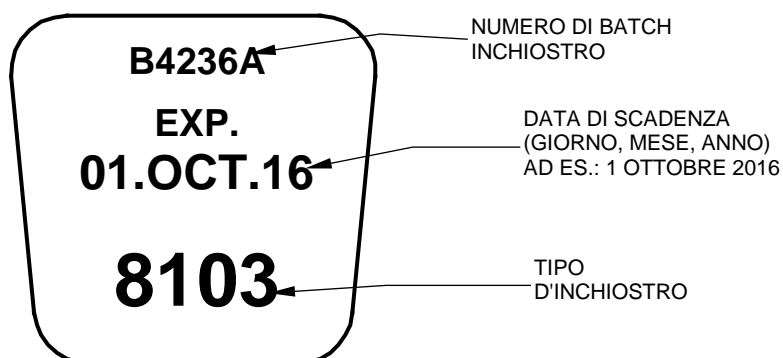 B4236A
NUMERO DI BATCH
INCHIOSTRO
EXP.
01.OCT.16
DATA DI SCADENZA
(GIORNO, MESE, ANNO)
AD ES.: 1 OTTOBRE 2016
8103
TIPO
D'INCHIOSTRO